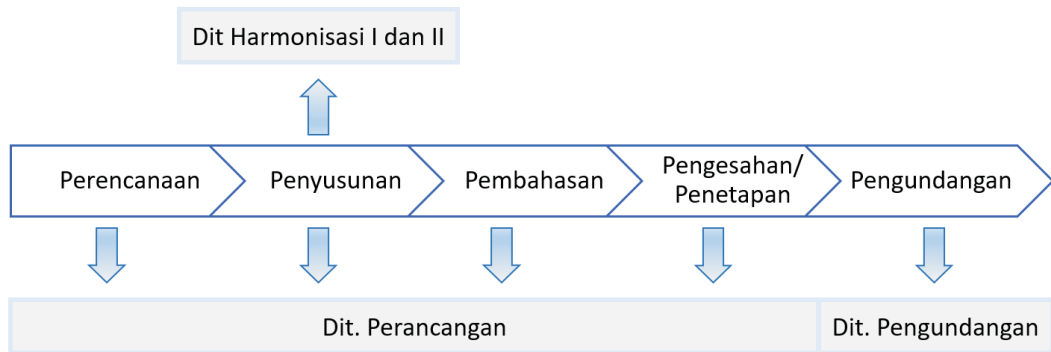 Dit Harmonisasi I dan II
Perencanaan
Penyusunan
Pembahasan
Pengesahan/
Penetapan
Pengundangan
Dit. Perancangan
Dit. Pengundangan